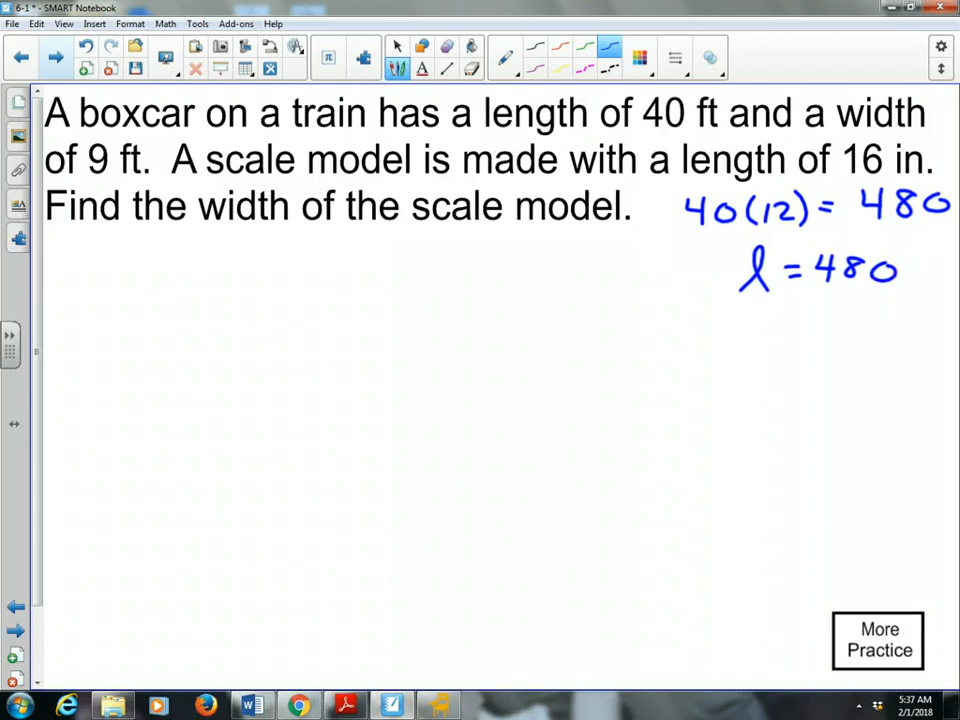 6-1 * - SMART Notebook
File Edit View Insert Format Math Tools Add-ons Help
A boxcar on a train has a length of 40 ft and a width
of 9 ft. A scale model is made with a length of 16 in.
Find the width of the scale model.
40(12) = 480
l = 480
More
Practice
5:37 AM
2/1/2018